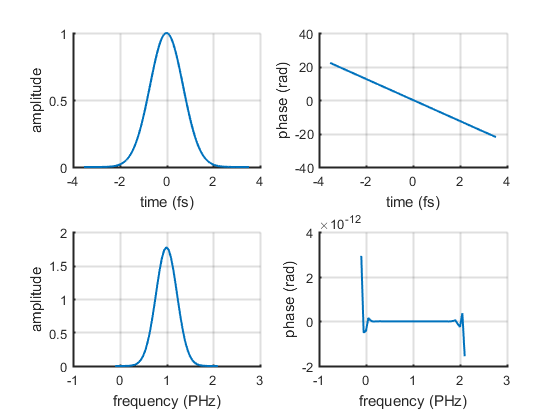 amplitude
1
0.5
0
-4 -2 0 2 4
time (fs)
phase (rad)
40
20
0
-20
-40
-4 -2 0 2 4
time (fs)
amplitude
2
1.5
1
0.5
0
-1 0 1 2 3
frequency (PHz)
×10⁻¹²
phase (rad)
4
2
0
-2
-1 0 1 2 3
frequency (PHz)